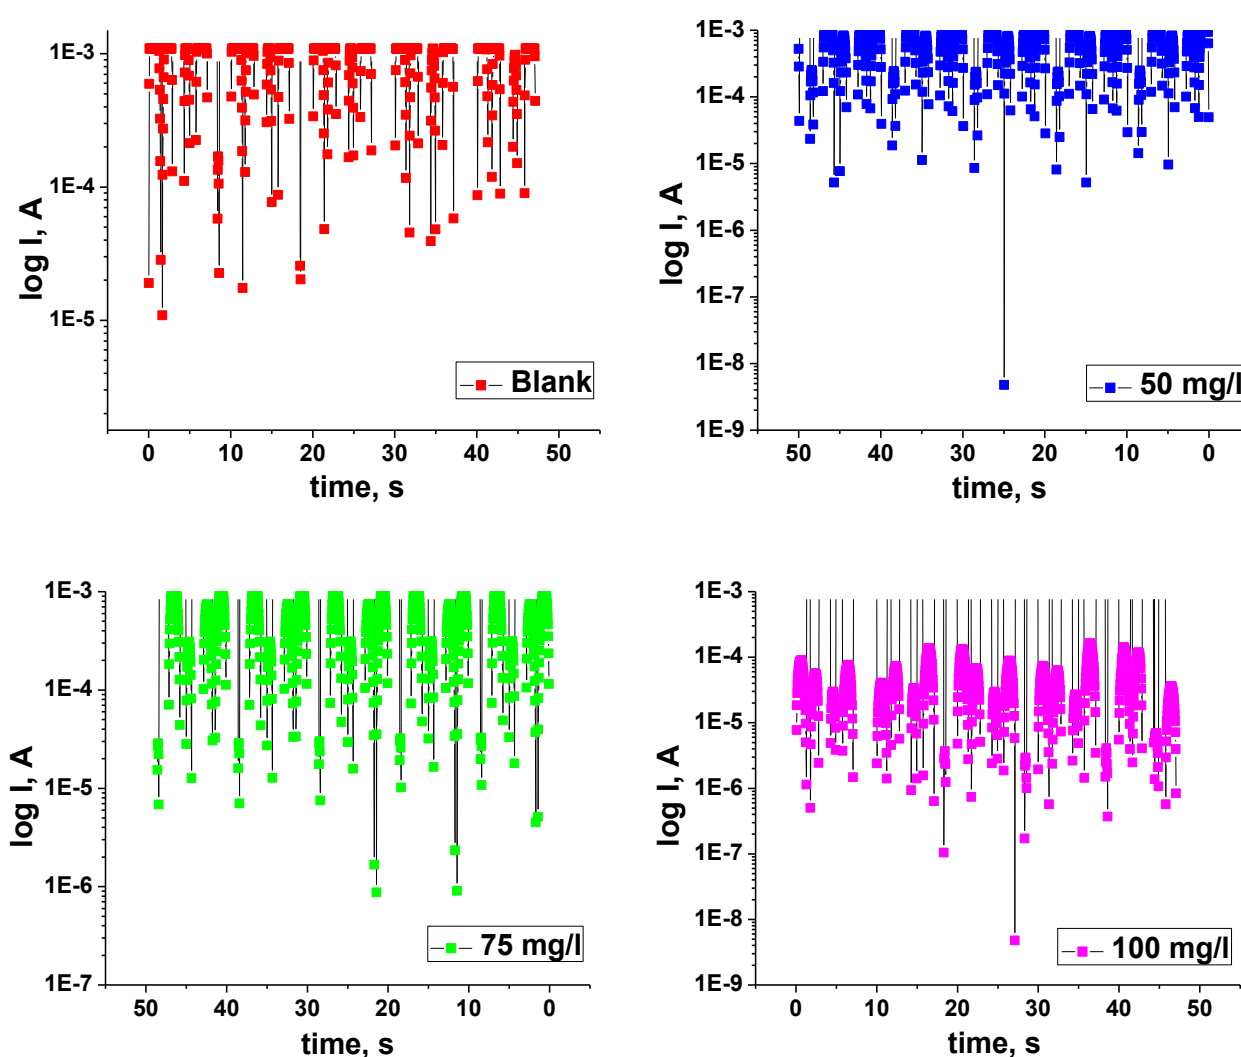 1E-3
1E-4
1E-5
log I, A
0 10 20 30 40 50
time, s
Blank
1E-3
1E-4
1E-5
1E-6
1E-7
1E-8
1E-9
log I, A
50 40 30 20 10 0
time, s
50 mg/l
1E-3
1E-4
1E-5
1E-6
1E-7
log I, A
50 40 30 20 10 0
time, s
75 mg/l
1E-3
1E-4
1E-5
1E-6
1E-7
1E-8
1E-9
log I, A
0 10 20 30 40 50
time, s
100 mg/l